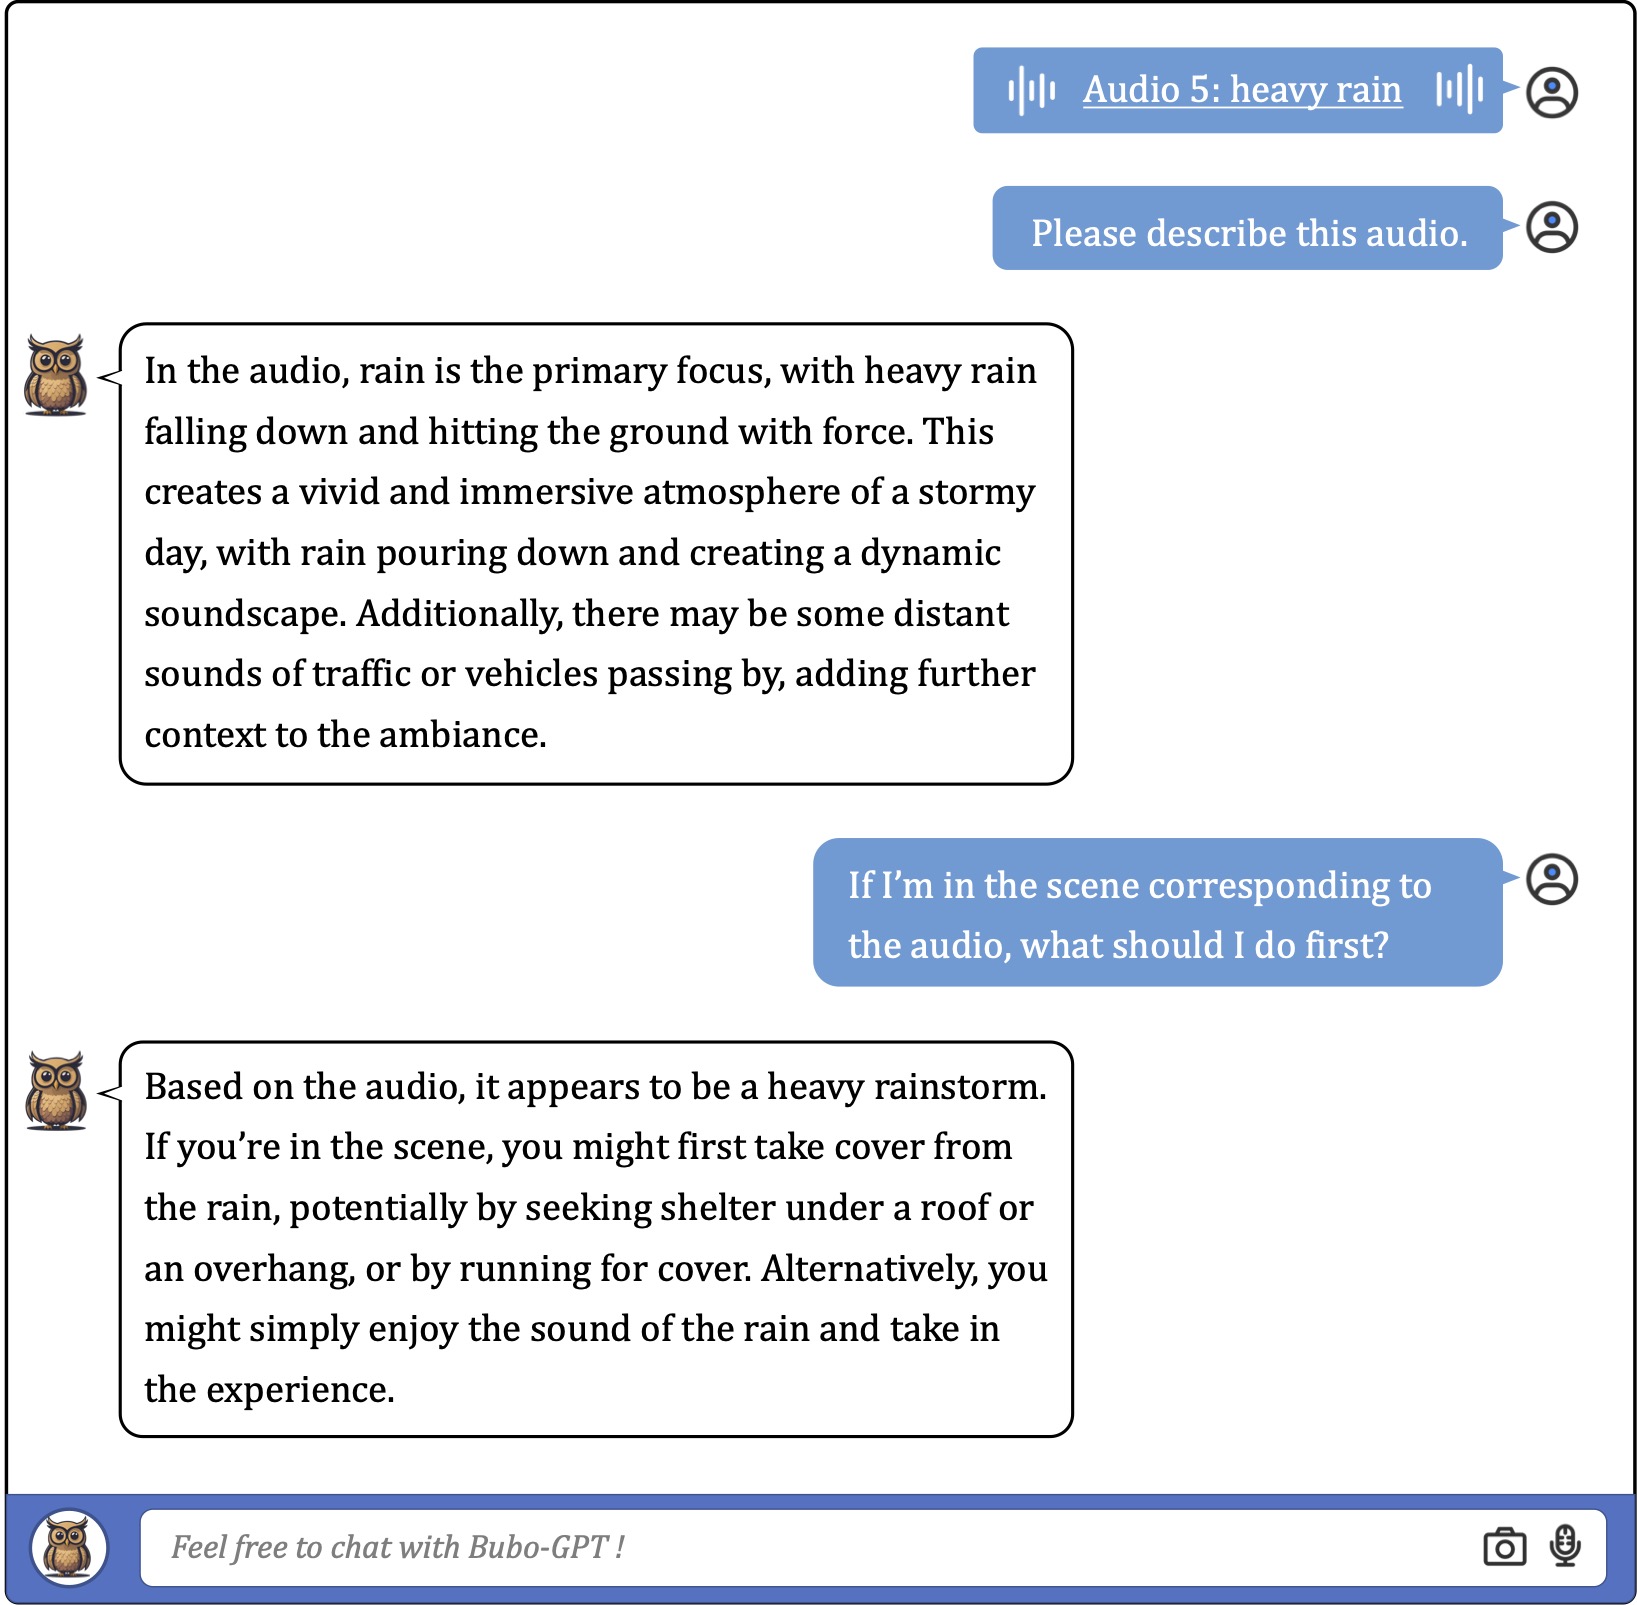 Audio 5: heavy rain
Please describe this audio.
In the audio, rain is the primary focus, with heavy rain
falling down and hitting the ground with force. This
creates a vivid and immersive atmosphere of a stormy
day, with rain pouring down and creating a dynamic
soundscape. Additionally, there may be some distant
sounds of traffic or vehicles passing by, adding further
context to the ambiance.
If I’m in the scene corresponding to
the audio, what should I do first?
Based on the audio, it appears to be a heavy rainstorm.
If you’re in the scene, you might first take cover from
the rain, potentially by seeking shelter under a roof or
an overhang, or by running for cover. Alternatively, you
might simply enjoy the sound of the rain and take in
the experience.
Feel free to chat with Bubo-GPT !